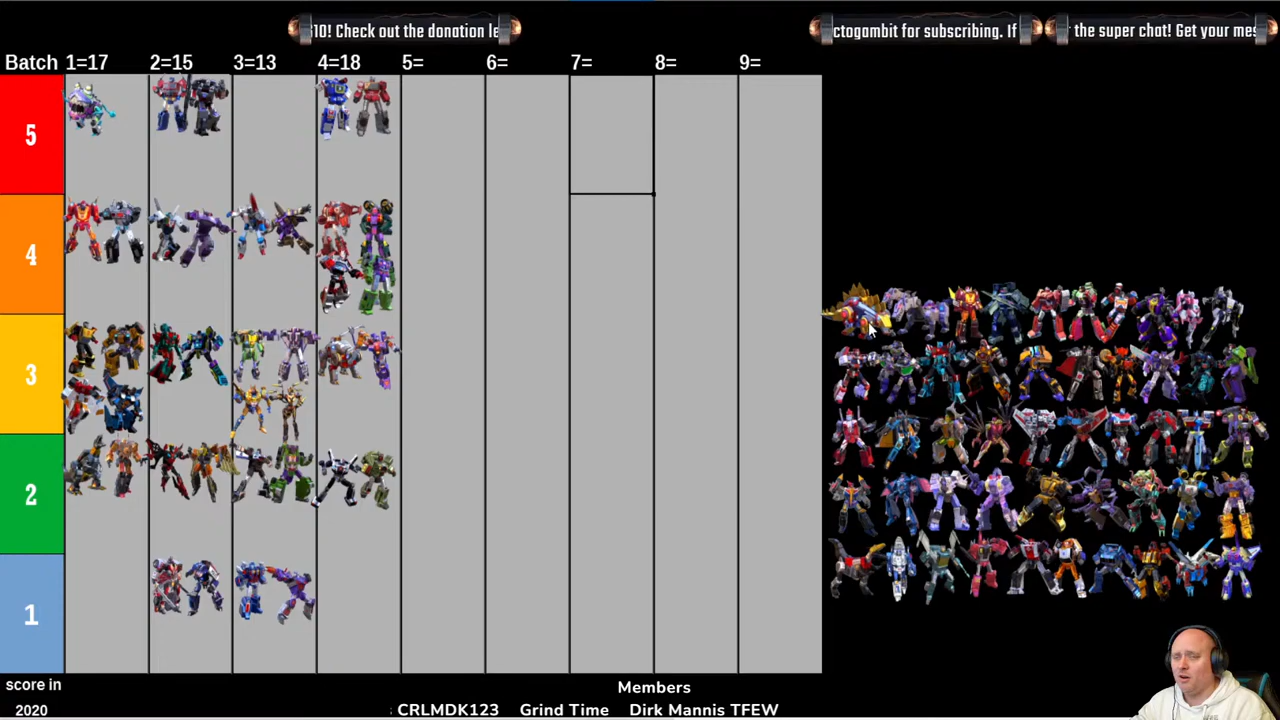 10! Check out the donation le
ctogambit for subscribing. If
the super chat! Get your mes
Batch 1=17 2=15 3=13 4=18 5= 6= 7= 8= 9=
5
4
3
2
1
score in
2020
Members
CRLMDK123 Grind Time Dirk Mannis TFEW